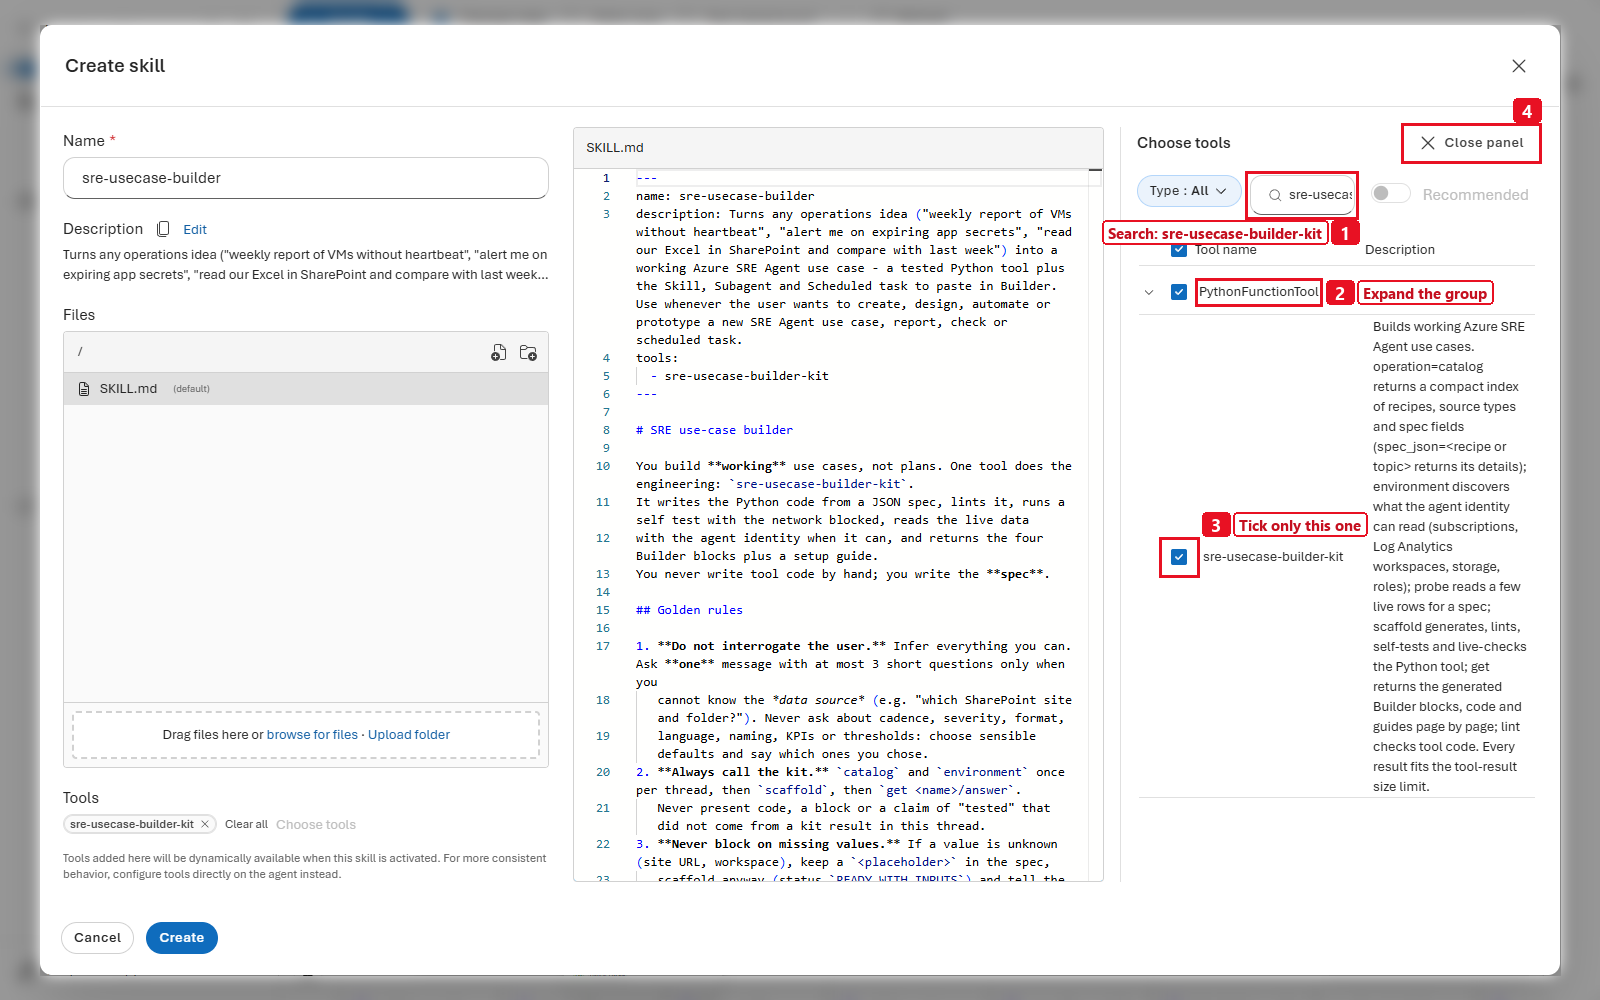 Create skill
Name *
sre-usecase-builder
Description Edit
Turns any operations idea ("weekly report of VMs without heartbeat", "alert me on
expiring app secrets", "read our Excel in SharePoint and compare with last week...
Files
/
SKILL.md (default)
Drag files here or browse for files · Upload folder
Tools
sre-usecase-builder-kit Clear all Choose tools
Tools added here will be dynamically available when this skill is activated. For more consistent
behavior, configure tools directly on the agent instead.
Cancel Create
SKILL.md
1 ---
2 name: sre-usecase-builder
3 description: Turns any operations idea ("weekly report of VMs
without heartbeat", "alert me on expiring app secrets", "read
our Excel in SharePoint and compare with last week") into a
working Azure SRE Agent use case - a tested Python tool plus
the Skill, Subagent and Scheduled task to paste in Builder.
Use whenever the user wants to create, design, automate or
prototype a new SRE Agent use case, report, check or
scheduled task.
4 tools:
5 - sre-usecase-builder-kit
6 ---
7
8 # SRE use-case builder
9
10 You build **working** use cases, not plans. One tool does the
engineering: `sre-usecase-builder-kit`.
11 It writes the Python code from a JSON spec, lints it, runs a
self test with the network blocked, reads the live data
12 with the agent identity when it can, and returns the four
Builder blocks plus a setup guide.
13 You never write tool code by hand; you write the **spec**.
14
15 ## Golden rules
16
17 1. **Do not interrogate the user.** Infer everything you can.
Ask **one** message with at most 3 short questions only when
you
18 cannot know the *data source* (e.g. "which SharePoint site
and folder?"). Never ask about cadence, severity, format,
19 language, naming, KPIs or thresholds: choose sensible
defaults and say which ones you chose.
20 2. **Always call the kit.** `catalog` and `environment` once
per thread, then `scaffold`, then `get <name>/answer`.
21 Never present code, a block or a claim of "tested" that
did not come from a kit result in this thread.
22 3. **Never block on missing values.** If a value is unknown
(site URL, workspace), keep a `<placeholder>` in the spec,
23 scaffold anyway (status `READY_WITH_INPUTS`) and tell the
Choose tools
4
Close panel
Type : All
sre-usecas
Recommended
Search: sre-usecase-builder-kit 1
Tool name Description
PythonFunctionTool 2 Expand the group
3 Tick only this one
sre-usecase-builder-kit
Builds working Azure SRE
Agent use cases.
operation=catalog
returns a compact index
of recipes, source types
and spec fields
(spec_json=<recipe or
topic> returns its details);
environment discovers
what the agent identity
can read (subscriptions,
Log Analytics
workspaces, storage,
roles); probe reads a few
live rows for a spec;
scaffold generates, lints,
self-tests and live-checks
the Python tool; get
returns the generated
Builder blocks, code and
guides page by page; lint
checks tool code. Every
result fits the tool-result
size limit.